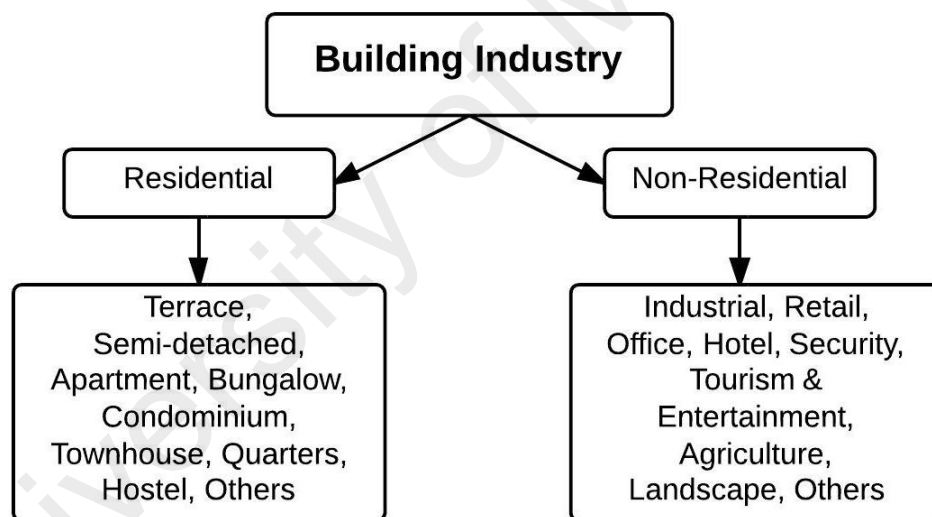 Building Industry
Residential
Non-Residential
Terrace,
Semi-detached,
Apartment, Bungalow,
Condominium,
Townhouse, Quarters,
Hostel, Others
Industrial, Retail,
Office, Hotel, Security,
Tourism &
Entertainment,
Agriculture,
Landscape, Others